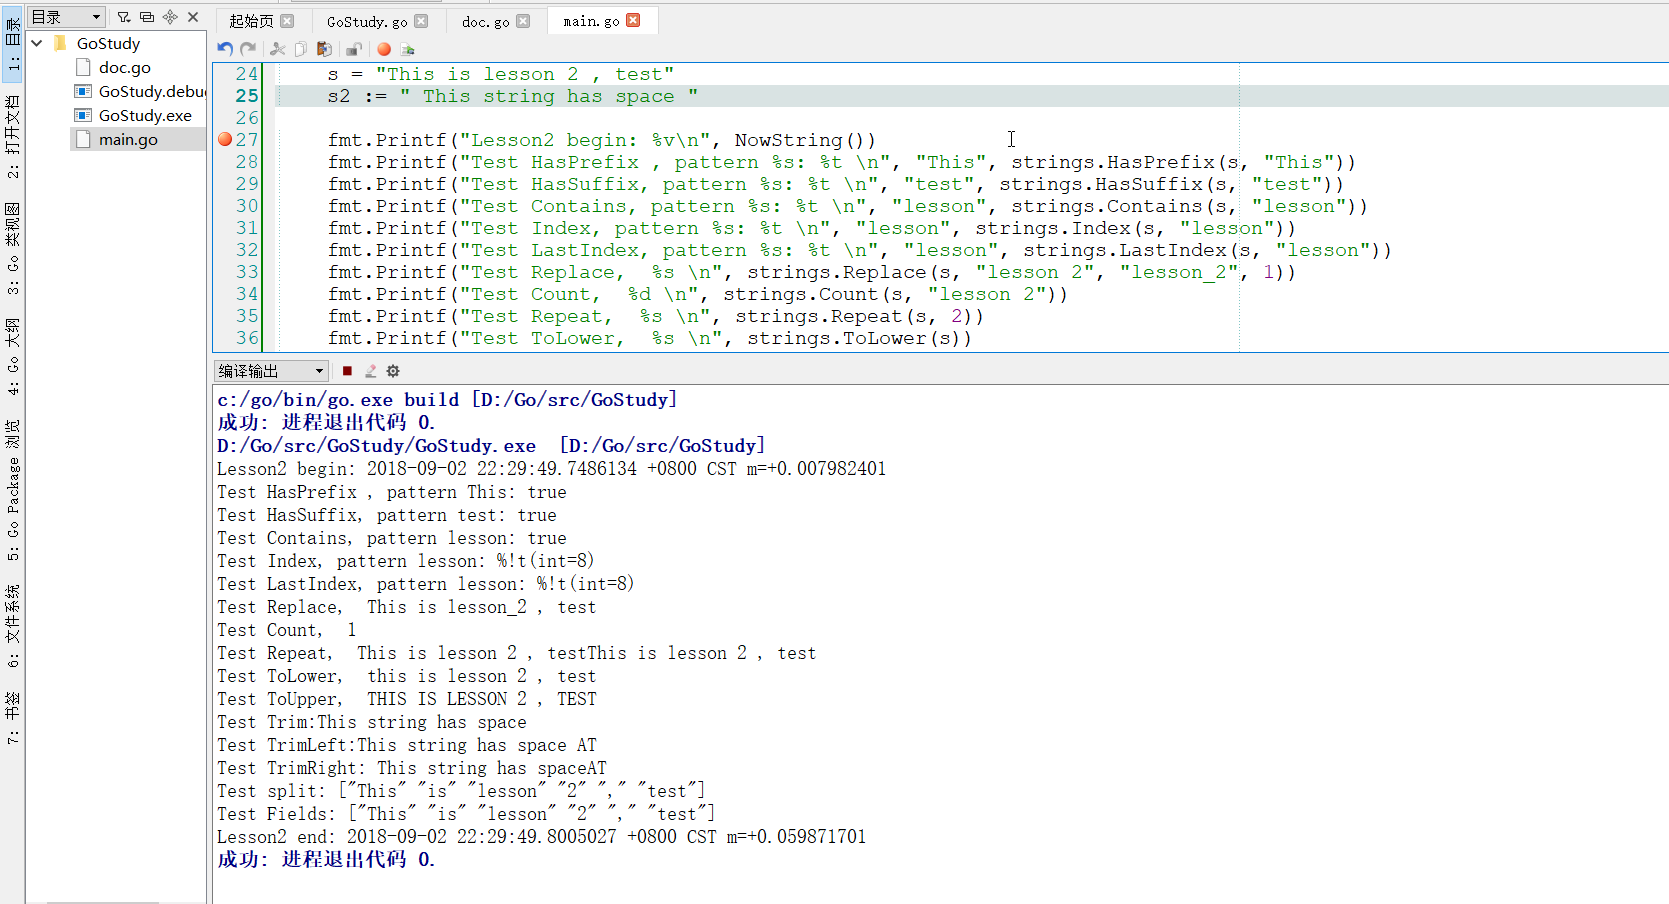 目录
起始页 GoStudy.go doc.go main.go
1: 目录
2: 打开文档
3: Go 类视图
4: Go 大纲
5: Go Package 浏览
6: 文件系统
7: 书签
GoStudy
doc.go
GoStudy.debu
GoStudy.exe
main.go
24 s = "This is lesson 2 , test"
25 s2 := " This string has space "
26
27 fmt.Printf("Lesson2 begin: %v\n", NowString())
28 fmt.Printf("Test HasPrefix , pattern %s: %t \n", "This", strings.HasPrefix(s, "This"))
29 fmt.Printf("Test HasSuffix, pattern %s: %t \n", "test", strings.HasSuffix(s, "test"))
30 fmt.Printf("Test Contains, pattern %s: %t \n", "lesson", strings.Contains(s, "lesson"))
31 fmt.Printf("Test Index, pattern %s: %t \n", "lesson", strings.Index(s, "lesson"))
32 fmt.Printf("Test LastIndex, pattern %s: %t \n", "lesson", strings.LastIndex(s, "lesson"))
33 fmt.Printf("Test Replace,  %s \n", strings.Replace(s, "lesson 2", "lesson_2", 1))
34 fmt.Printf("Test Count,  %d \n", strings.Count(s, "lesson 2"))
35 fmt.Printf("Test Repeat,  %s \n", strings.Repeat(s, 2))
36 fmt.Printf("Test ToLower,  %s \n", strings.ToLower(s))
编译输出
c:/go/bin/go.exe build [D:/Go/src/GoStudy]
成功: 进程退出代码 0.
D:/Go/src/GoStudy/GoStudy.exe  [D:/Go/src/GoStudy]
Lesson2 begin: 2018-09-02 22:29:49.7486134 +0800 CST m=+0.007982401
Test HasPrefix , pattern This: true
Test HasSuffix, pattern test: true
Test Contains, pattern lesson: true
Test Index, pattern lesson: %!t(int=8)
Test LastIndex, pattern lesson: %!t(int=8)
Test Replace,  This is lesson_2 , test
Test Count,  1
Test Repeat,  This is lesson 2 , testThis is lesson 2 , test
Test ToLower,  this is lesson 2 , test
Test ToUpper,  THIS IS LESSON 2 , TEST
Test Trim:This string has space
Test TrimLeft:This string has space AT
Test TrimRight: This string has spaceAT
Test split: ["This" "is" "lesson" "2" "," "test"]
Test Fields: ["This" "is" "lesson" "2" "," "test"]
Lesson2 end: 2018-09-02 22:29:49.8005027 +0800 CST m=+0.059871701
成功: 进程退出代码 0.